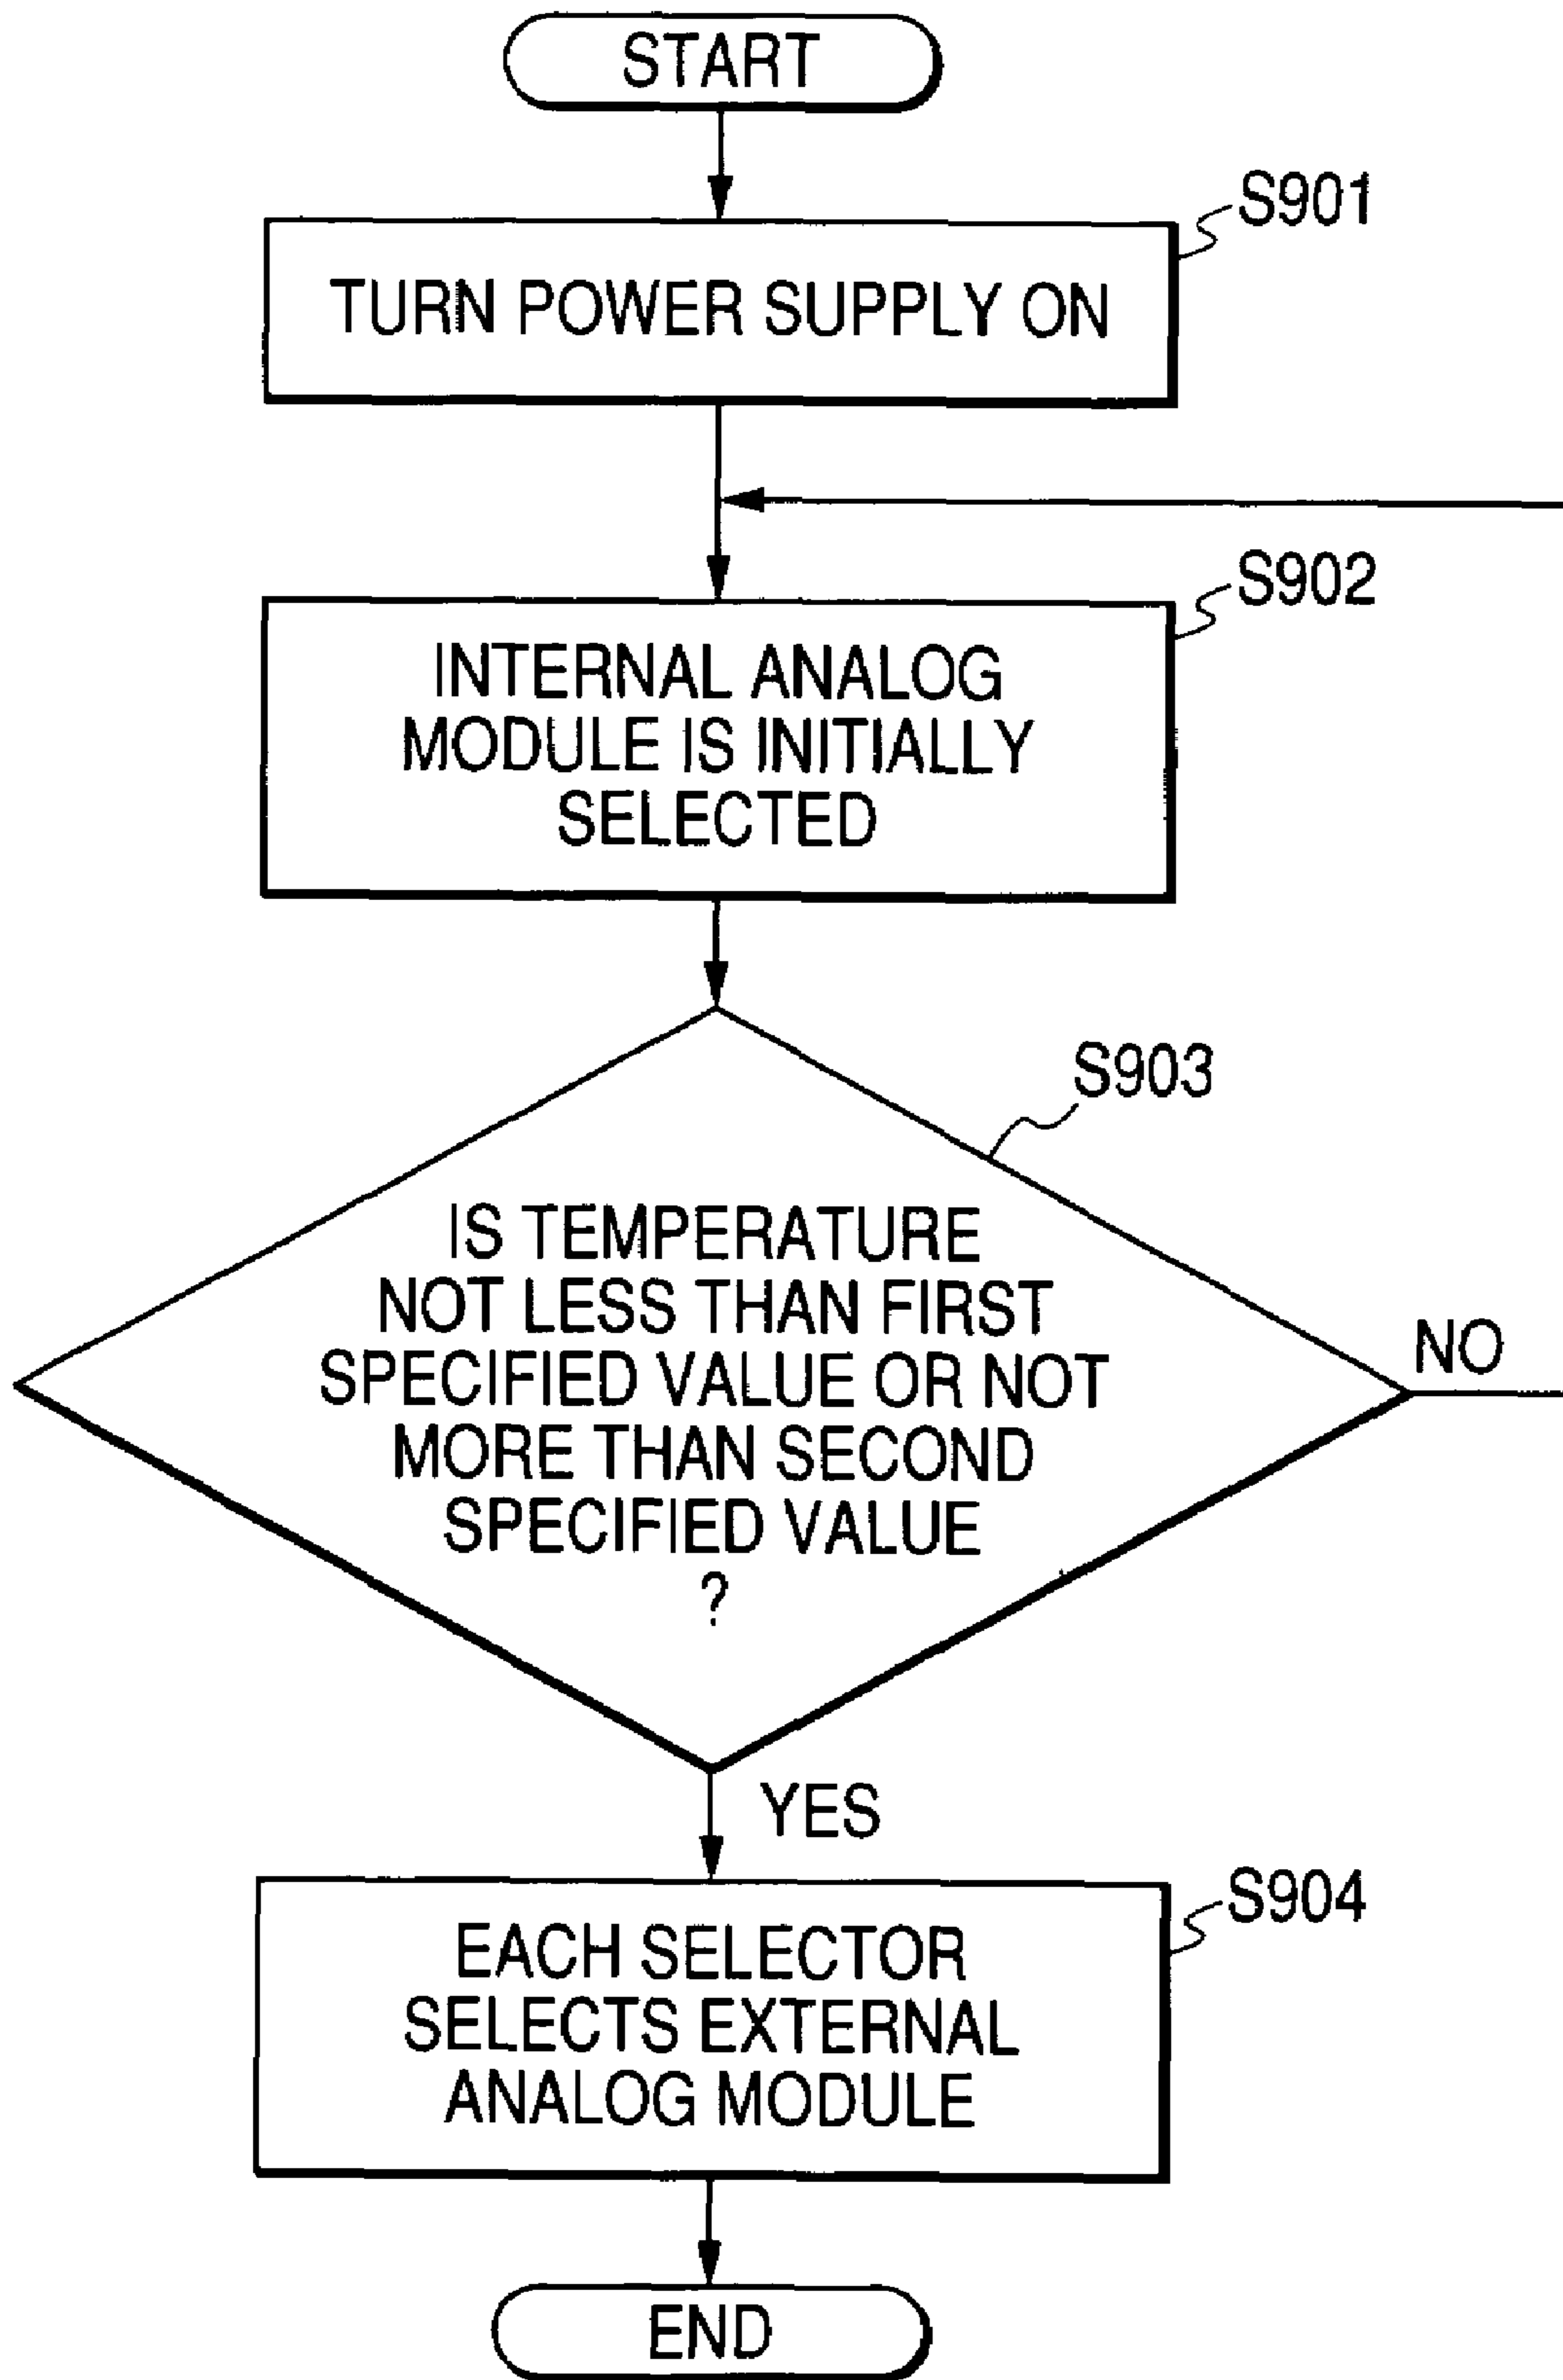 START
S901
TURN POWER SUPPLY ON
S902
INTERNAL ANALOG
MODULE IS INITIALLY
SELECTED
S903
IS TEMPERATURE
NOT LESS THAN FIRST
SPECIFIED VALUE OR NOT
MORE THAN SECOND
SPECIFIED VALUE
?
NO
YES
S904
EACH SELECTOR
SELECTS EXTERNAL
ANALOG MODULE
END